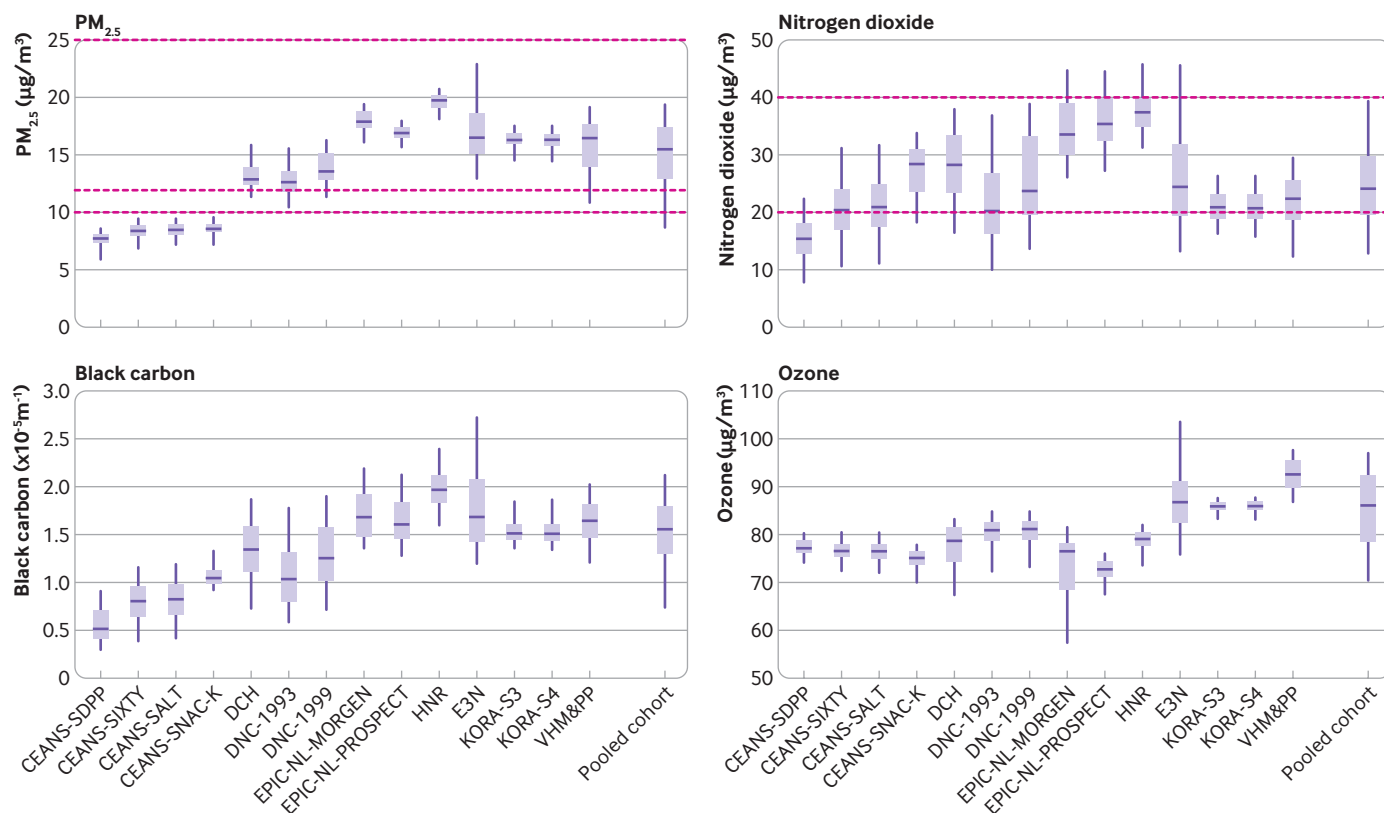 PM2.5
PM2.5 (µg/m³)
25
20
15
10
5
0
Nitrogen dioxide
Nitrogen dioxide (µg/m³)
50
40
30
20
10
0
Black carbon
Black carbon (x10⁻⁵m⁻¹)
3.0
2.5
2.0
1.5
1.0
0.5
0
CEANS-SDPP
CEANS-SIXTY
CEANS-SALT
CEANS-SNAC-K
DCH
DNC-1993
DNC-1999
EPIC-NL-MORGEN
EPIC-NL-PROSPECT
HNR
E3N
KORA-S3
KORA-S4
VHM&PP
Pooled cohort
Ozone
Ozone (µg/m³)
110
100
90
80
70
60
50
CEANS-SDPP
CEANS-SIXTY
CEANS-SALT
CEANS-SNAC-K
DCH
DNC-1993
DNC-1999
EPIC-NL-MORGEN
EPIC-NL-PROSPECT
HNR
E3N
KORA-S3
KORA-S4
VHM&PP
Pooled cohort